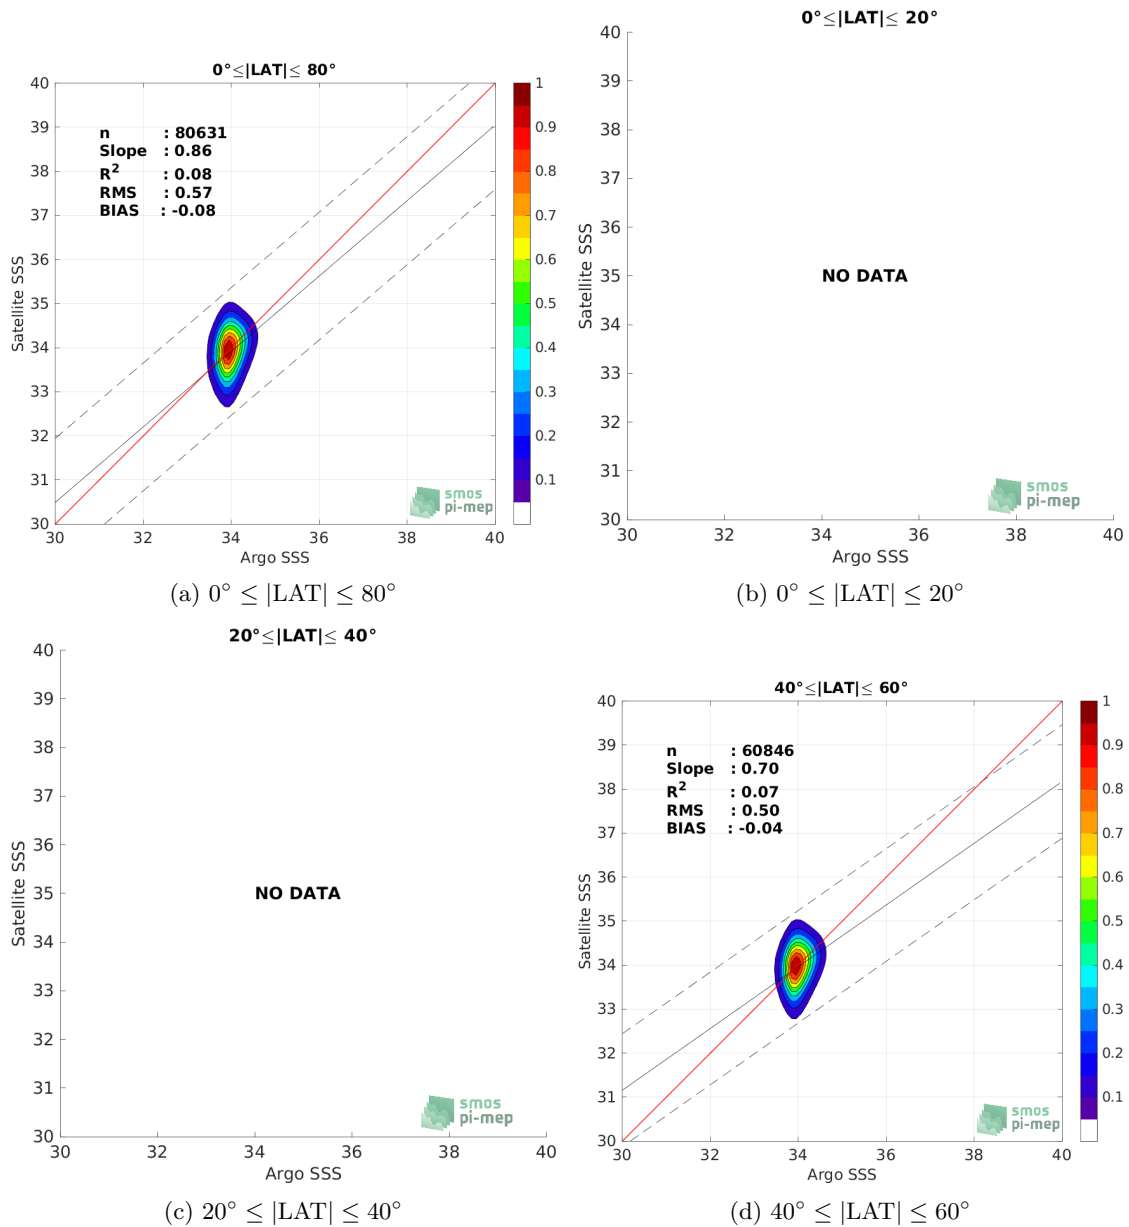 0°≤|LAT|≤ 80°
40
39
38
37
36
35
34
33
32
31
30
Satellite SSS
n : 80631
Slope : 0.86
R² : 0.08
RMS : 0.57
BIAS : -0.08
smos
pi-mep
30 32 34 36 38 40
Argo SSS
1
0.9
0.8
0.7
0.6
0.5
0.4
0.3
0.2
0.1
(a) 0° ≤ |LAT| ≤ 80°
0°≤|LAT|≤ 20°
40
39
38
37
36
35
34
33
32
31
30
Satellite SSS
NO DATA
smos
pi-mep
30 32 34 36 38 40
Argo SSS
(b) 0° ≤ |LAT| ≤ 20°
20°≤|LAT|≤ 40°
40
39
38
37
36
35
34
33
32
31
30
Satellite SSS
NO DATA
smos
pi-mep
30 32 34 36 38 40
Argo SSS
(c) 20° ≤ |LAT| ≤ 40°
40°≤|LAT|≤ 60°
40
39
38
37
36
35
34
33
32
31
30
Satellite SSS
n : 60846
Slope : 0.70
R² : 0.07
RMS : 0.50
BIAS : -0.04
smos
pi-mep
30 32 34 36 38 40
Argo SSS
1
0.9
0.8
0.7
0.6
0.5
0.4
0.3
0.2
0.1
(d) 40° ≤ |LAT| ≤ 60°